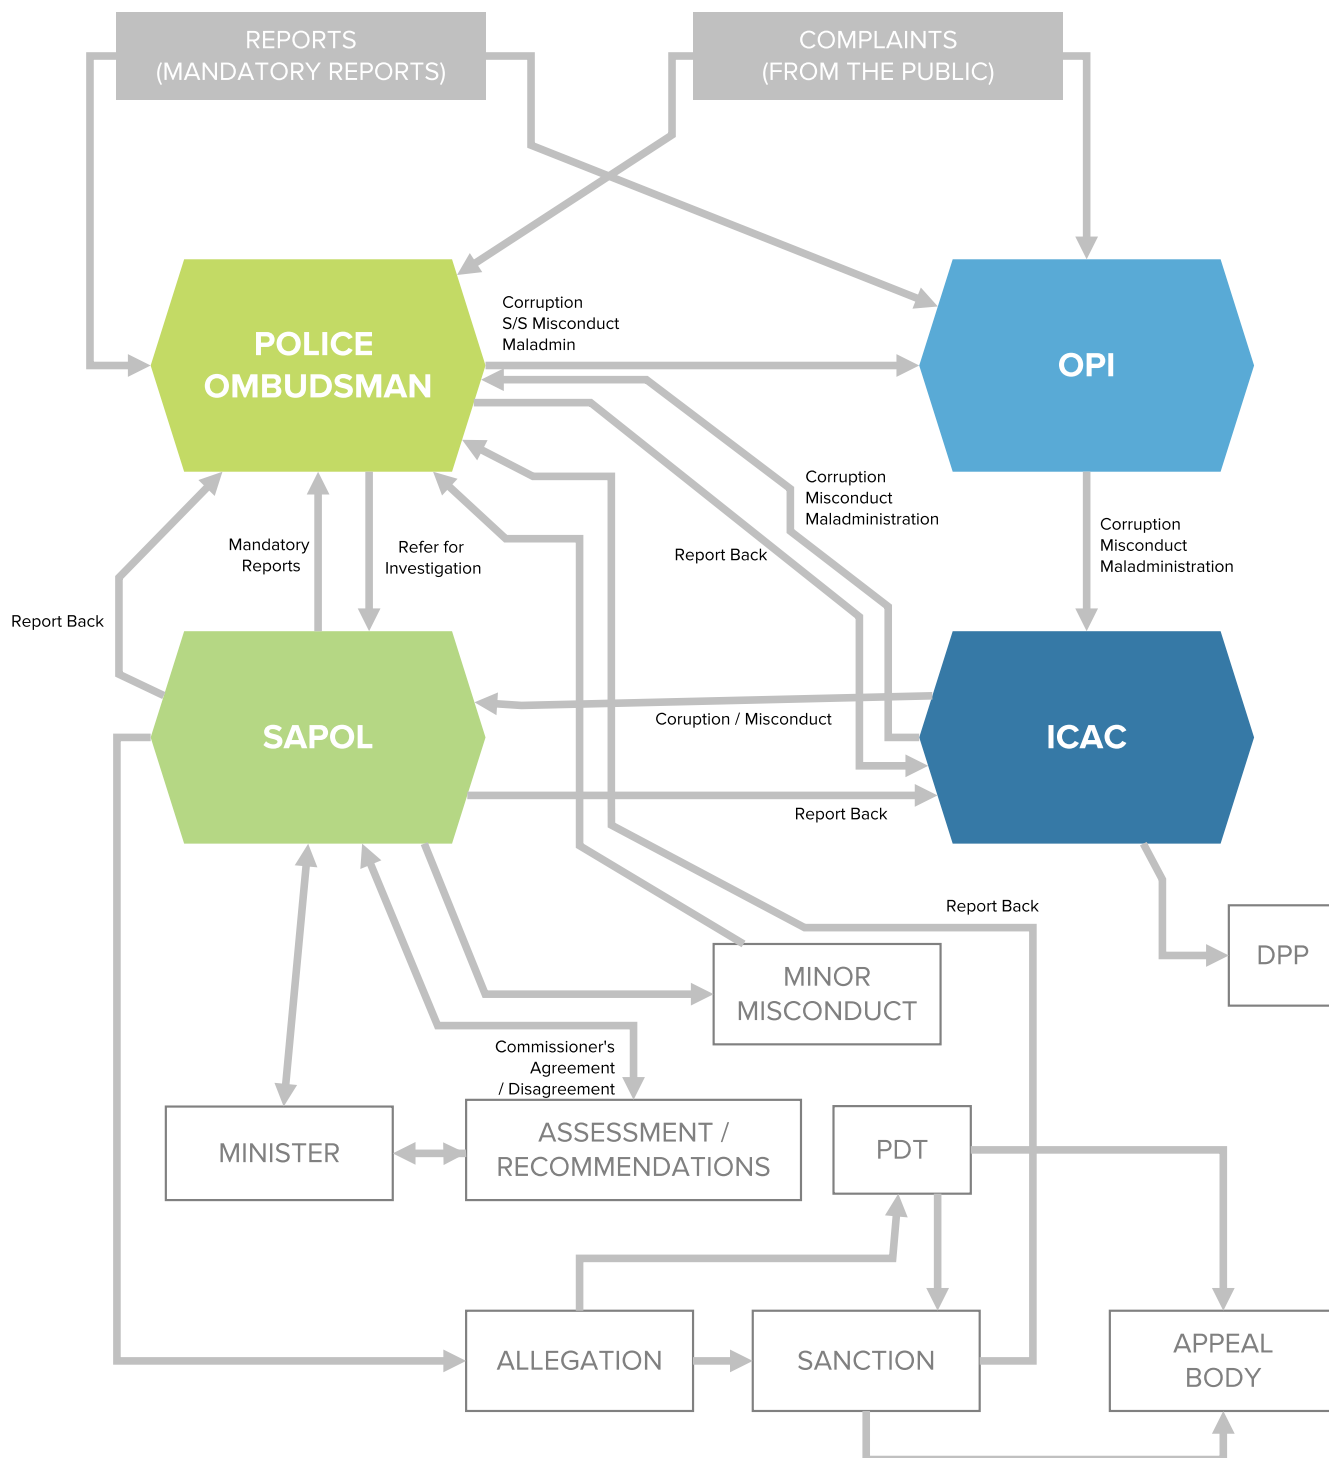 REPORTS
(MANDATORY REPORTS)
COMPLAINTS
(FROM THE PUBLIC)
Corruption
S/S Misconduct
Maladmin
POLICE
OMBUDSMAN
OPI
Corruption
Misconduct
Maladministration
Corruption
Misconduct
Maladministration
Mandatory
Reports
Refer for
Investigation
Report Back
Report Back
Coruption / Misconduct
SAPOL
ICAC
Report Back
Report Back
DPP
MINOR
MISCONDUCT
Commissioner's
Agreement
/ Disagreement
MINISTER
ASSESSMENT /
RECOMMENDATIONS
PDT
ALLEGATION
SANCTION
APPEAL
BODY